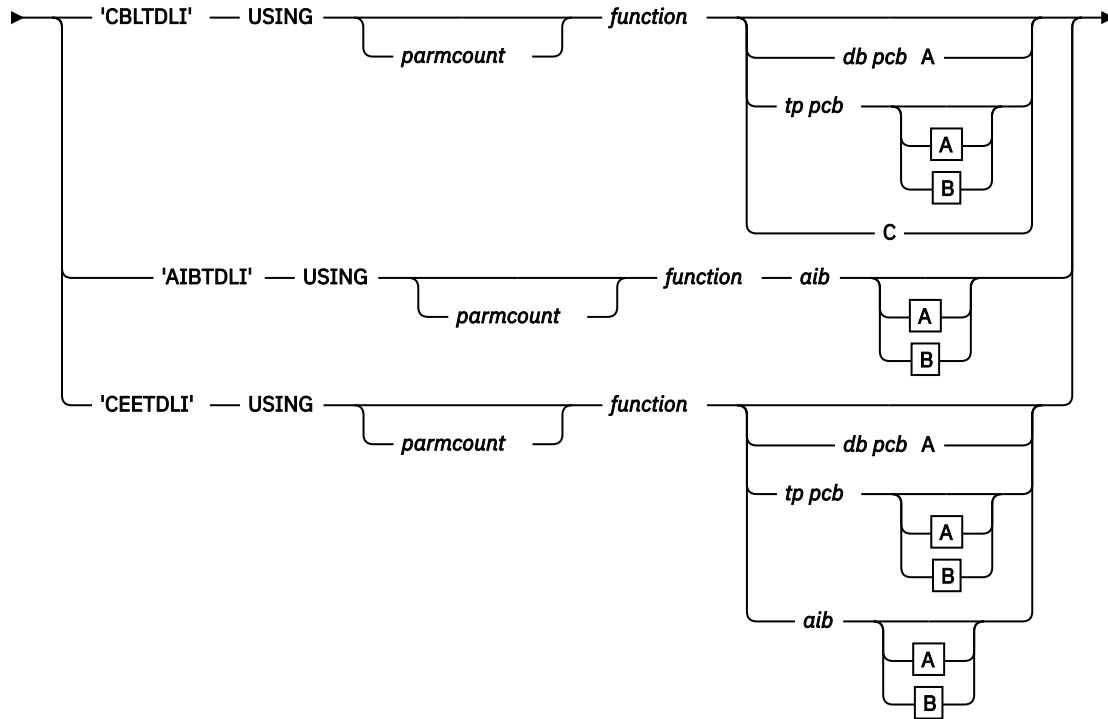 'CBLTDLI' USING function
parmcount
db pcb A
tp pcb
A
B
C
'AIBTDLI' USING function aib
parmcount
A
B
'CEETDLI' USING function
parmcount
db pcb A
tp pcb
A
B
aib
A
B